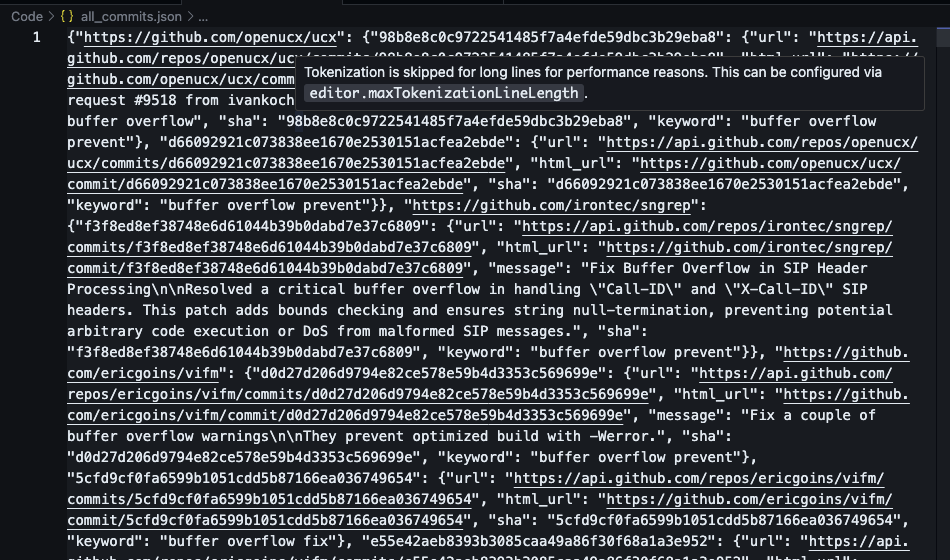 Code > {} all_commits.json > ...
1 {"https://github.com/openucx/ucx": {"98b8e8c0c9722541485f7a4efde59dbc3b29eba8": {"url": "https://api.
github.com/repos/openucx/ucx
github.com/openucx/ucx/comm
Tokenization is skipped for long lines for performance reasons. This can be configured via
editor.maxTokenizationLineLength.
request #9518 from ivankoch
buffer overflow", "sha": "98b8e8c0c9722541485f7a4efde59dbc3b29eba8", "keyword": "buffer overflow
prevent"}, "d66092921c073838ee1670e2530151acfea2ebde": {"url": "https://api.github.com/repos/openucx/
ucx/commits/d66092921c073838ee1670e2530151acfea2ebde", "html_url": "https://github.com/openucx/ucx/
commit/d66092921c073838ee1670e2530151acfea2ebde", "sha": "d66092921c073838ee1670e2530151acfea2ebde",
"keyword": "buffer overflow prevent"}}, "https://github.com/irontec/sngrep":
{"f3f8ed8ef38748e6d61044b39b0dabd7e37c6809": {"url": "https://api.github.com/repos/irontec/sngrep/
commits/f3f8ed8ef38748e6d61044b39b0dabd7e37c6809", "html_url": "https://github.com/irontec/sngrep/
commit/f3f8ed8ef38748e6d61044b39b0dabd7e37c6809", "message": "Fix Buffer Overflow in SIP Header
Processing\n\nResolved a critical buffer overflow in handling \"Call-ID\" and \"X-Call-ID\" SIP
headers. This patch adds bounds checking and ensures string null-termination, preventing potential
arbitrary code execution or DoS from malformed SIP messages.", "sha":
"f3f8ed8ef38748e6d61044b39b0dabd7e37c6809", "keyword": "buffer overflow prevent"}}, "https://github.
com/ericgoins/vifm": {"d0d27d206d9794e82ce578e59b4d3353c569699e": {"url": "https://api.github.com/
repos/ericgoins/vifm/commits/d0d27d206d9794e82ce578e59b4d3353c569699e", "html_url": "https://github.
com/ericgoins/vifm/commit/d0d27d206d9794e82ce578e59b4d3353c569699e", "message": "Fix a couple of
buffer overflow warnings\n\nThey prevent optimized build with -Werror.", "sha":
"d0d27d206d9794e82ce578e59b4d3353c569699e", "keyword": "buffer overflow prevent"},
"5cfd9cf0fa6599b1051cdd5b87166ea036749654": {"url": "https://api.github.com/repos/ericgoins/vifm/
commits/5cfd9cf0fa6599b1051cdd5b87166ea036749654", "html_url": "https://github.com/ericgoins/vifm/
commit/5cfd9cf0fa6599b1051cdd5b87166ea036749654", "sha": "5cfd9cf0fa6599b1051cdd5b87166ea036749654",
"keyword": "buffer overflow fix"}, "e55e42aeb8393b3085caa49a86f30f68a1a3e952": {"url": "https://api.